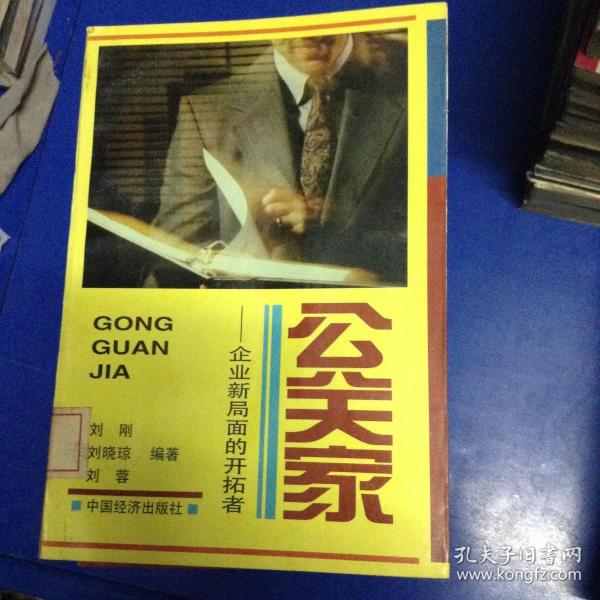 公关家
——企业新局面的开拓者
GONG
GUAN
JIA
刘 刚
刘晓琼 编著
刘 蓉
中国经济出版社
孔夫子旧书网
www.kongfz.com